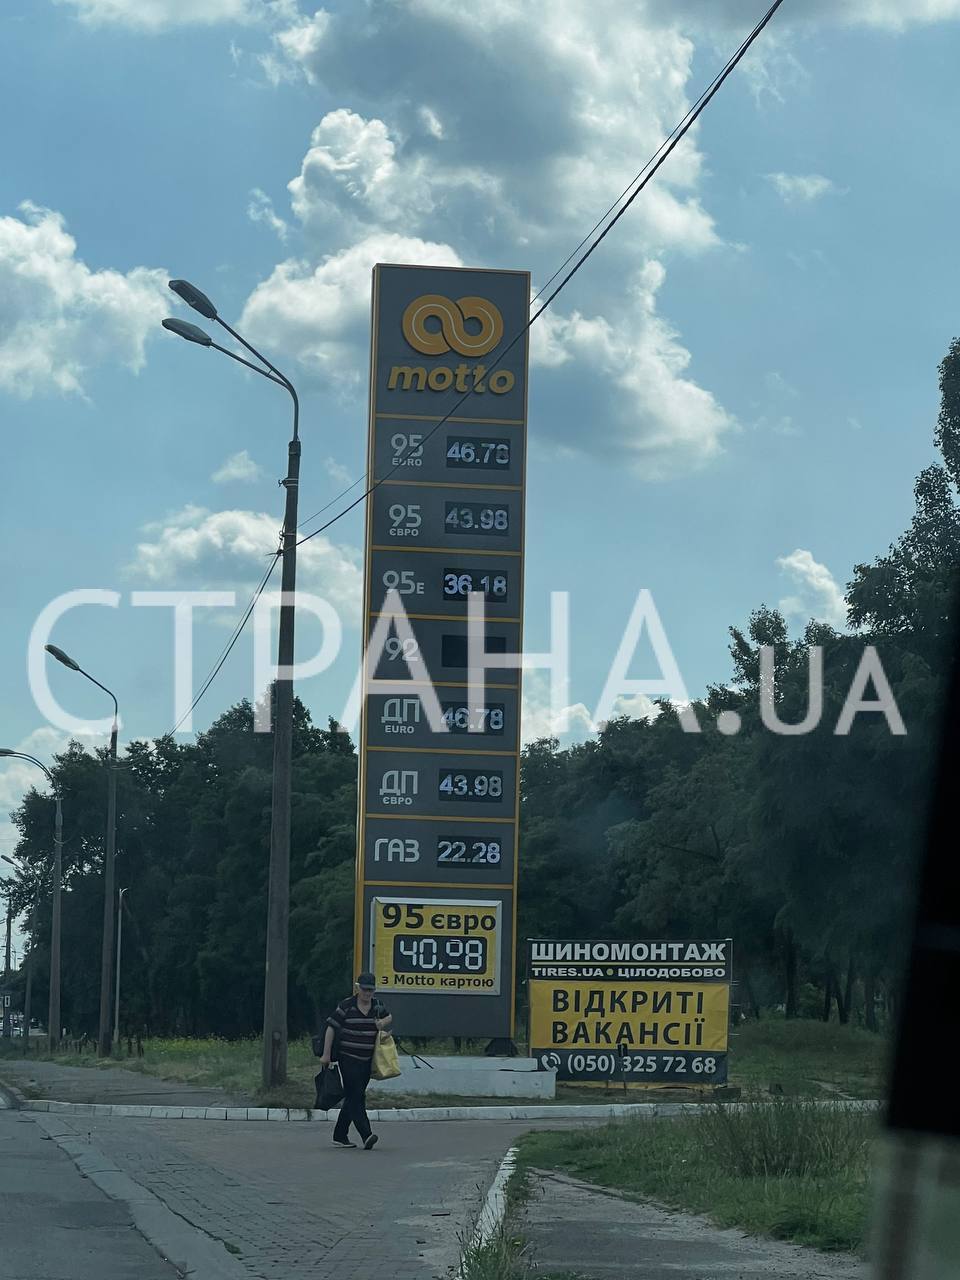 motto
95 46.78
EURO
95 43.98
ЄВРО
95E 36.18
92
ДП 46.78
EURO
ДП 43.98
ЄВРО
ГАЗ 22.28
95 євро
40,98
з Motto картою
СТРАНА.UA
ШИНОМОНТАЖ
TIRES.UA • ЦІЛОДОБОВО
ВІДКРИТІ
ВАКАНСІЇ
(050) 325 72 68